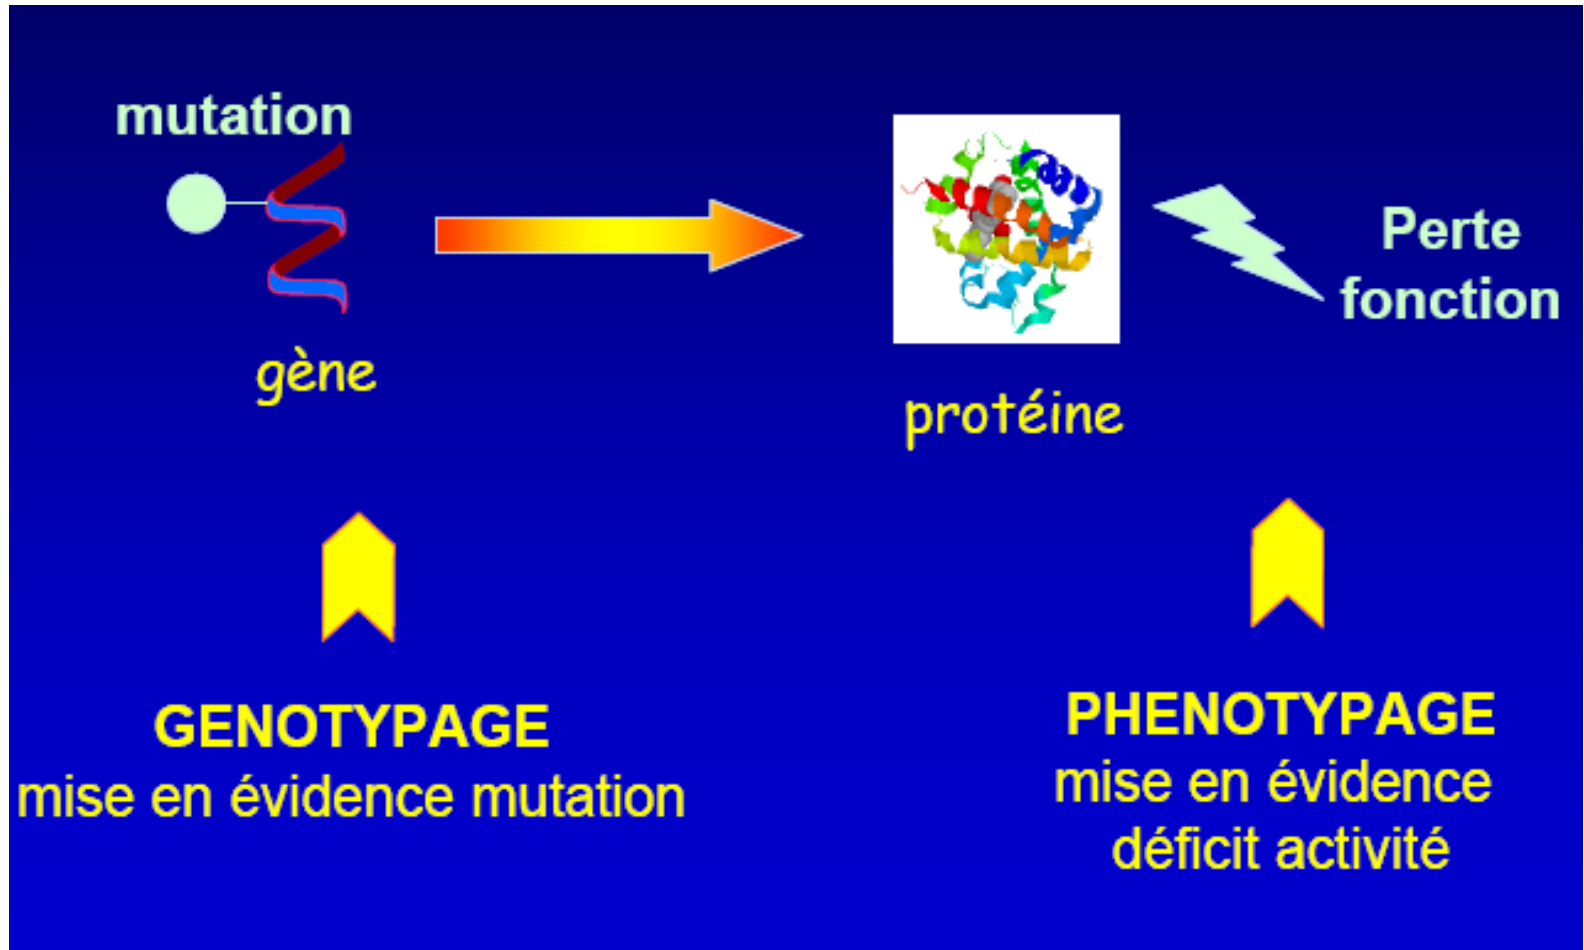 mutation
gène
protéine
Perte
fonction
GENOTYPAGE
mise en évidence mutation
PHENOTYPAGE
mise en évidence
déficit activité